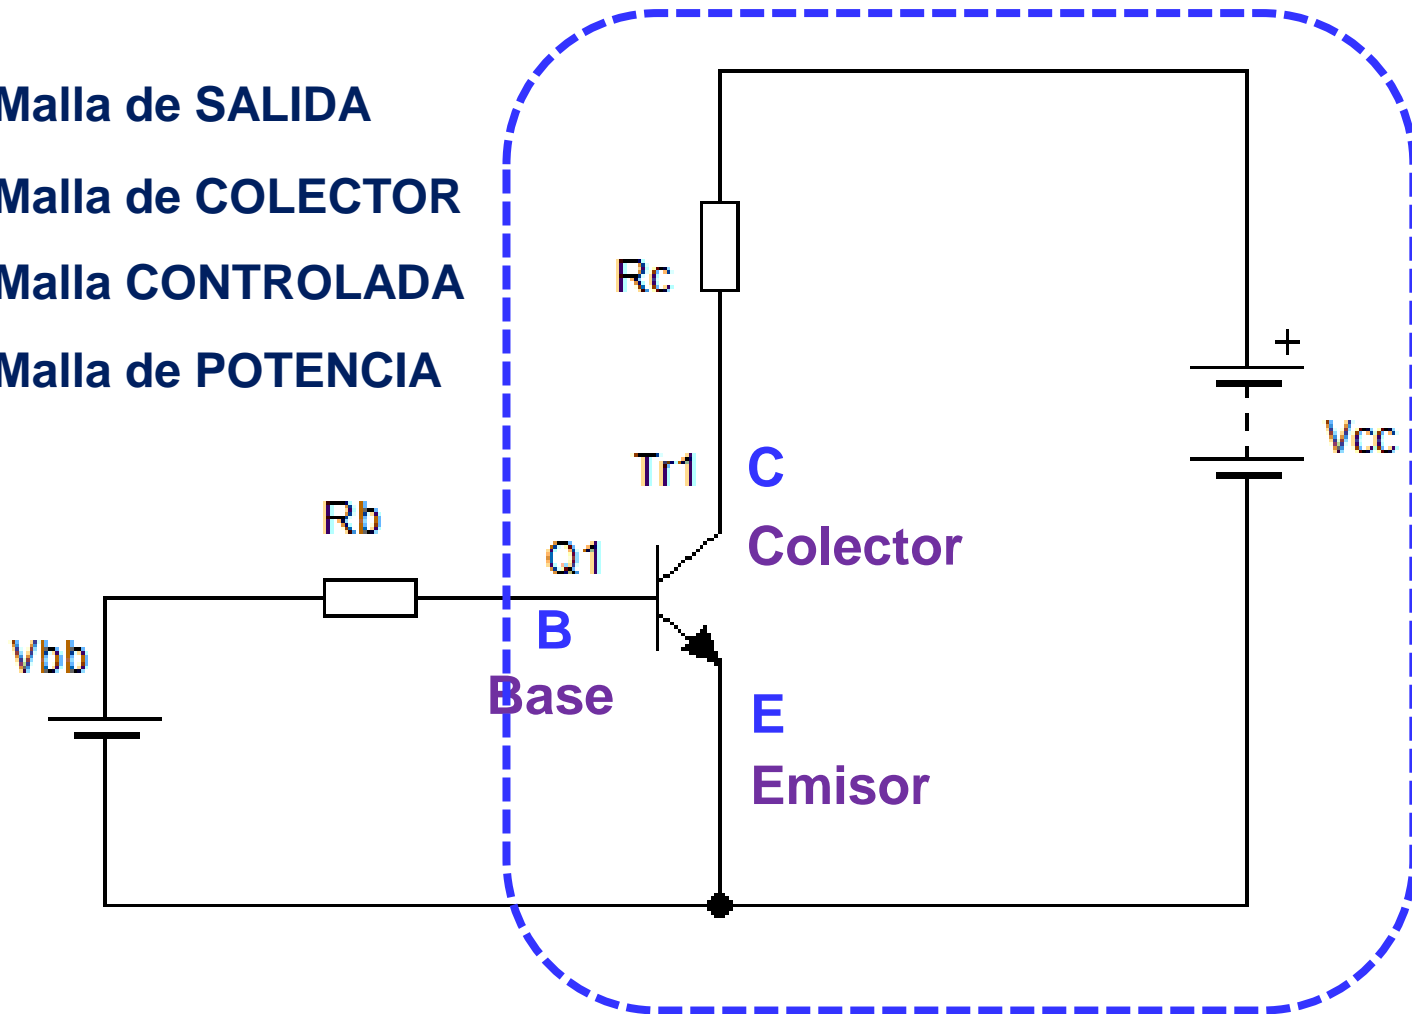 Malla de SALIDA
Malla de COLECTOR
Malla CONTROLADA
Malla de POTENCIA
Rc
+
Vcc
Tr1
C
Colector
Rb
Q1
B
Base
Vbb
E
Emisor